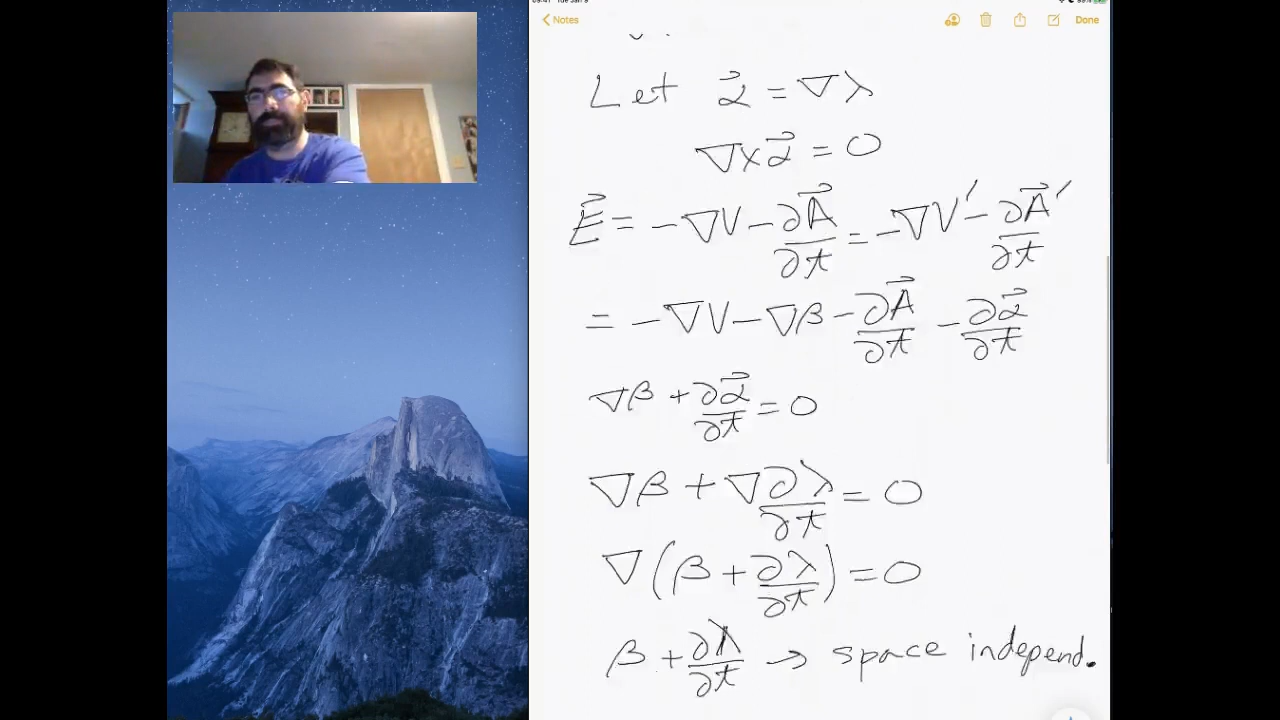 Notes Done
Let α⃗ = ∇λ
∇×α⃗ = 0
E⃗ = -∇V - ∂A⃗/∂t = -∇V' - ∂A⃗'/∂t
= -∇V - ∇β - ∂A⃗/∂t - ∂α⃗/∂t
∇β + ∂α⃗/∂t = 0
∇β + ∇∂λ/∂t = 0
∇(β + ∂λ/∂t) = 0
β + ∂λ/∂t → space independ.